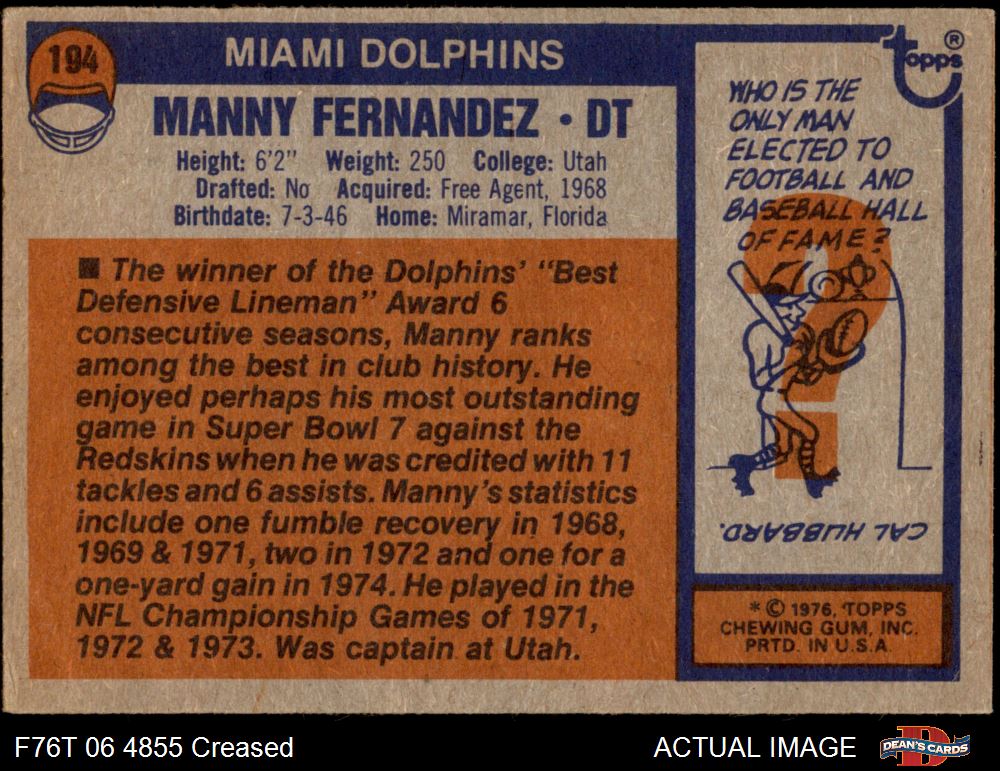 194
MIAMI DOLPHINS
MANNY FERNANDEZ • DT
Height: 6'2" Weight: 250 College: Utah
Drafted: No Acquired: Free Agent, 1968
Birthdate: 7-3-46 Home: Miramar, Florida
■ The winner of the Dolphins' "Best
Defensive Lineman" Award 6
consecutive seasons, Manny ranks
among the best in club history. He
enjoyed perhaps his most outstanding
game in Super Bowl 7 against the
Redskins when he was credited with 11
tackles and 6 assists. Manny's statistics
include one fumble recovery in 1968,
1969 & 1971, two in 1972 and one for a
one-yard gain in 1974. He played in the
NFL Championship Games of 1971,
1972 & 1973. Was captain at Utah.
topps®
WHO IS THE
ONLY MAN
ELECTED TO
FOOTBALL AND
BASEBALL HALL
OF FAME?
?
CAL HUBBARD.
* © 1976, TOPPS
CHEWING GUM, INC.
PRTD. IN U.S.A.
F76T 06 4855 Creased
ACTUAL IMAGE
DEAN'S CARDS